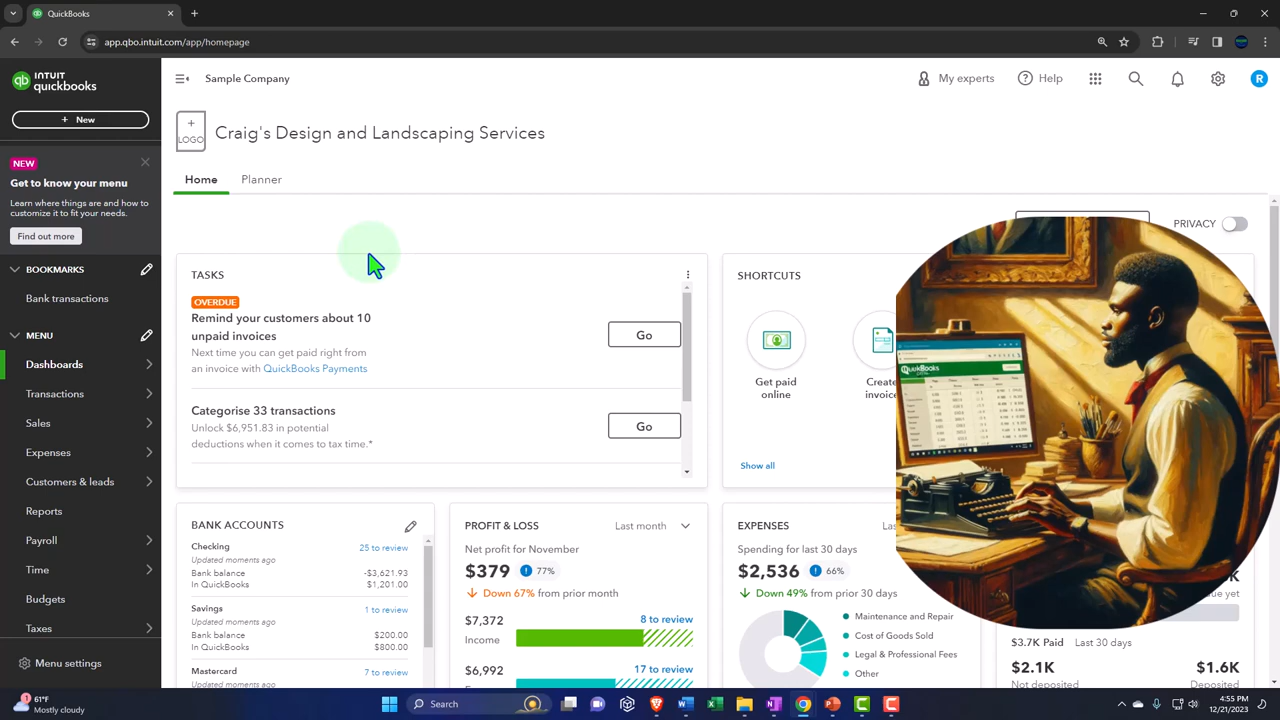 QuickBooks
app.qbo.intuit.com/app/homepage
INTUIT
quickbooks
Sample Company
My experts
Help
R
+ New
+
LOGO
Craig's Design and Landscaping Services
NEW
Get to know your menu
Learn where things are and how to
customize it to fit your needs.
Find out more
Home
Planner
PRIVACY
BOOKMARKS
Bank transactions
MENU
Dashboards
Transactions
Sales
Expenses
Customers & leads
Reports
Payroll
Time
Budgets
Taxes
Menu settings
TASKS
OVERDUE
Remind your customers about 10
unpaid invoices
Next time you can get paid right from
an invoice with QuickBooks Payments
Go
Categorise 33 transactions
Unlock $6,951.83 in potential
deductions when it comes to tax time.*
Go
SHORTCUTS
Get paid
online
Create
invoice
Show all
BANK ACCOUNTS
Checking
25 to review
Updated moments ago
Bank balance
-$3,621.93
In QuickBooks
$1,201.00
Savings
1 to review
Updated moments ago
Bank balance
$200.00
In QuickBooks
$800.00
Mastercard
7 to review
Updated moments ago
PROFIT & LOSS
Last month
Net profit for November
$379
77%
Down 67% from prior month
$7,372
8 to review
Income
$6,992
17 to review
EXPENSES
Spending for last 30 days
$2,536
66%
Down 49% from prior 30 days
Maintenance and Repair
Cost of Goods Sold
Legal & Professional Fees
Other
$3.7K Paid
Last 30 days
$2.1K
$1.6K
Not deposited
Deposited
61°F
Mostly cloudy
Search
4:55 PM
12/21/2023